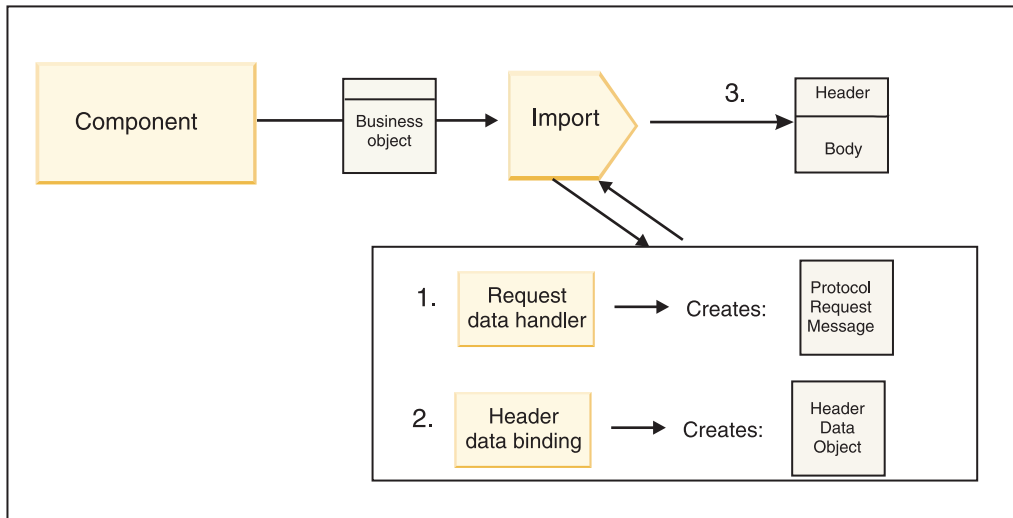 Component
Business
object
Import
3.
Header
Body
1.
Request
data handler
Creates:
Protocol
Request
Message
2.
Header
data binding
Creates:
Header
Data
Object